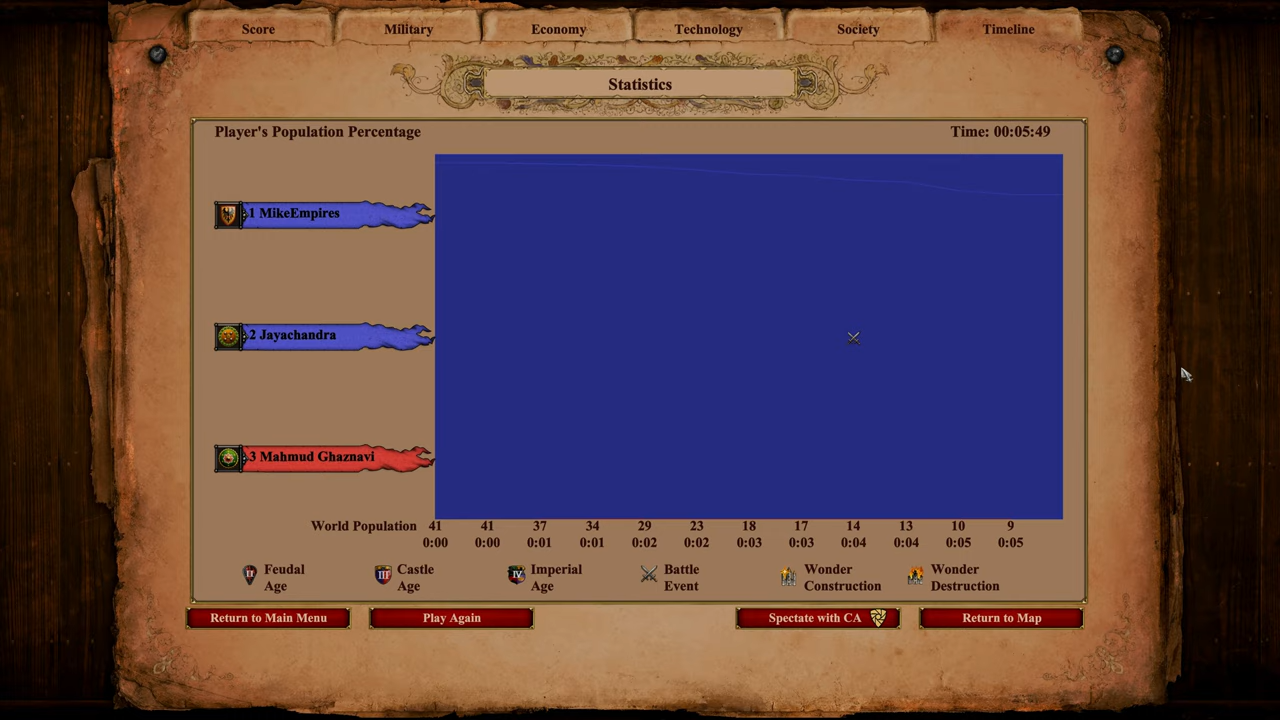 Score Military Economy Technology Society Timeline
Statistics
Player's Population Percentage Time: 00:05:49
1 MikeEmpires
2 Jayachandra
3 Mahmud Ghaznavi
World Population 41 41 37 34 29 23 18 17 14 13 10 9
0:00 0:00 0:01 0:01 0:02 0:02 0:03 0:03 0:04 0:04 0:05 0:05
II Feudal Age
III Castle Age
IV Imperial Age
Battle Event
Wonder Construction
Wonder Destruction
Return to Main Menu Play Again Spectate with CA Return to Map